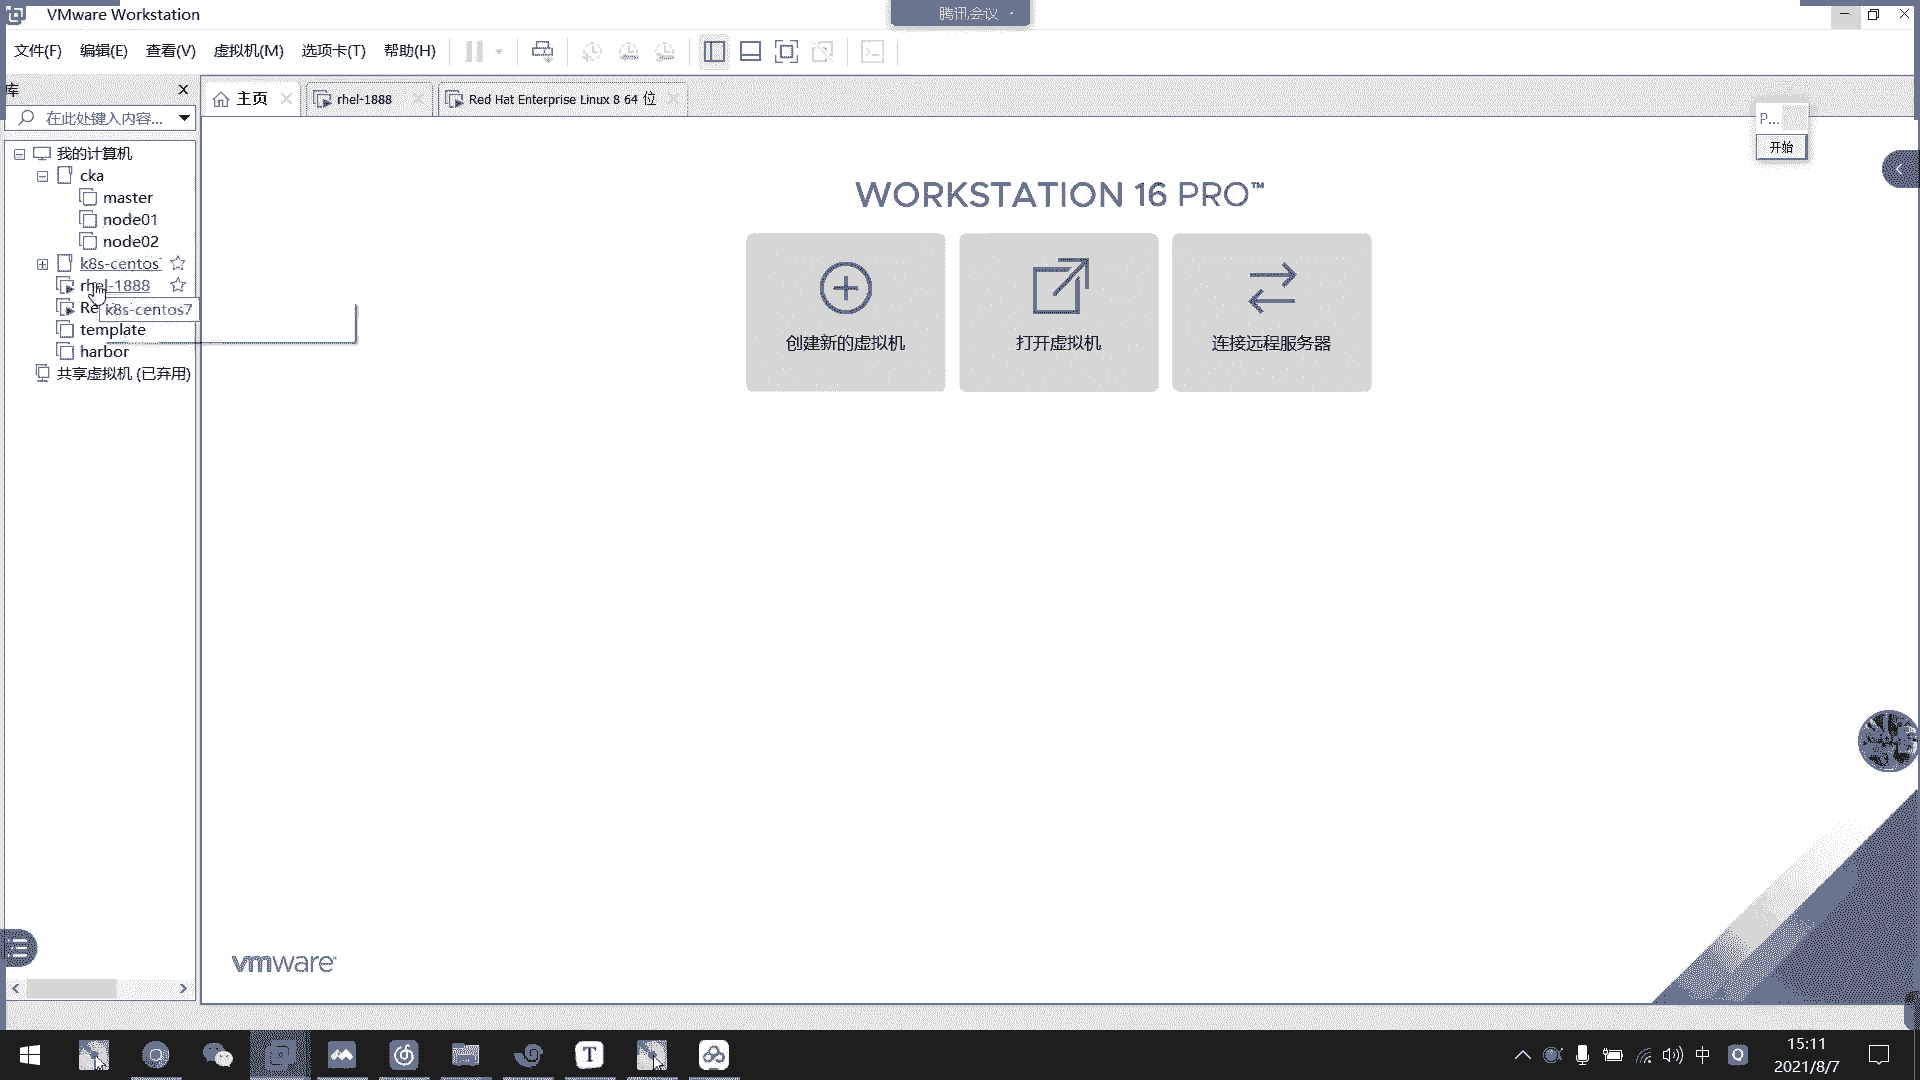 VMware Workstation
腾讯会议
文件(F) 编辑(E) 查看(V) 虚拟机(M) 选项卡(T) 帮助(H)
库
在此处键入内容...
主页
rhel-1888
Red Hat Enterprise Linux 8 64 位
P...
开始
我的计算机
cka
master
node01
node02
k8s-centos
rhel-1888
Re
k8s-centos7
template
harbor
共享虚拟机 (已弃用)
WORKSTATION 16 PRO™
创建新的虚拟机
打开虚拟机
连接远程服务器
vmware
中
15:11
2021/8/7